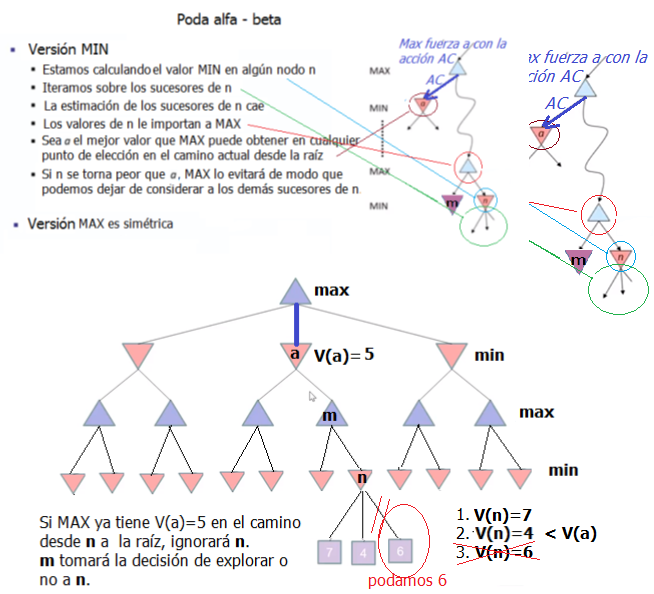 Poda alfa - beta
Versión MIN
Estamos calculando el valor MIN en algún nodo n
Iteramos sobre los sucesores de n
La estimación de los sucesores de n cae
Los valores de n le importan a MAX
Sea a el mejor valor que MAX puede obtener en cualquier
punto de elección en el camino actual desde la raíz
Si n se torna peor que a, MAX lo evitará de modo que
podemos dejar de considerar a los demás sucesores de n
Versión MAX es simétrica
Max fuerza a con la
acción AC
MAX
AC
MIN
a
MAX
m
n
MIN
ax fuerza a con la
ción AC
AC
a
m
n
max
a
V(a)= 5
min
m
max
n
min
7
4
6
podamos 6
Si MAX ya tiene V(a)=5 en el camino
desde n a la raíz, ignorará n.
m tomará la decisión de explorar o
no a n.
1. V(n)=7
2. V(n)=4 < V(a)
3. V(n)=6